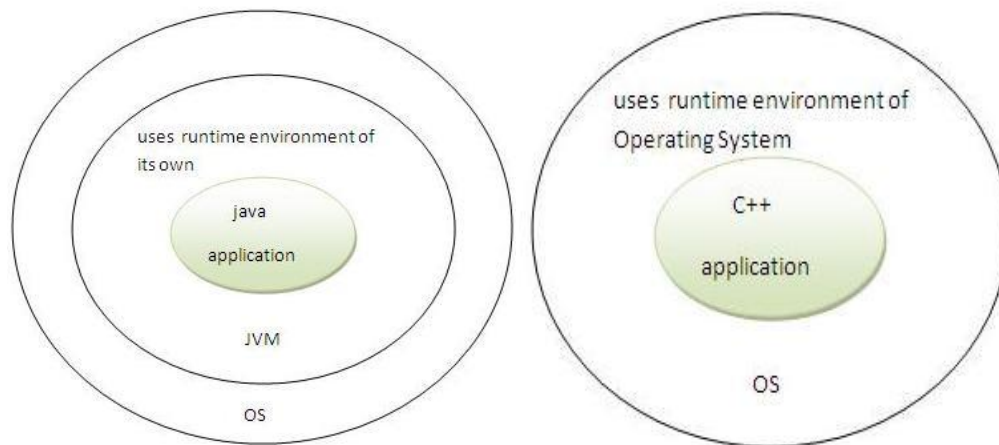 uses runtime environment of
its own
java
application
JVM
OS
uses runtime environment of
Operating System
C++
application
OS